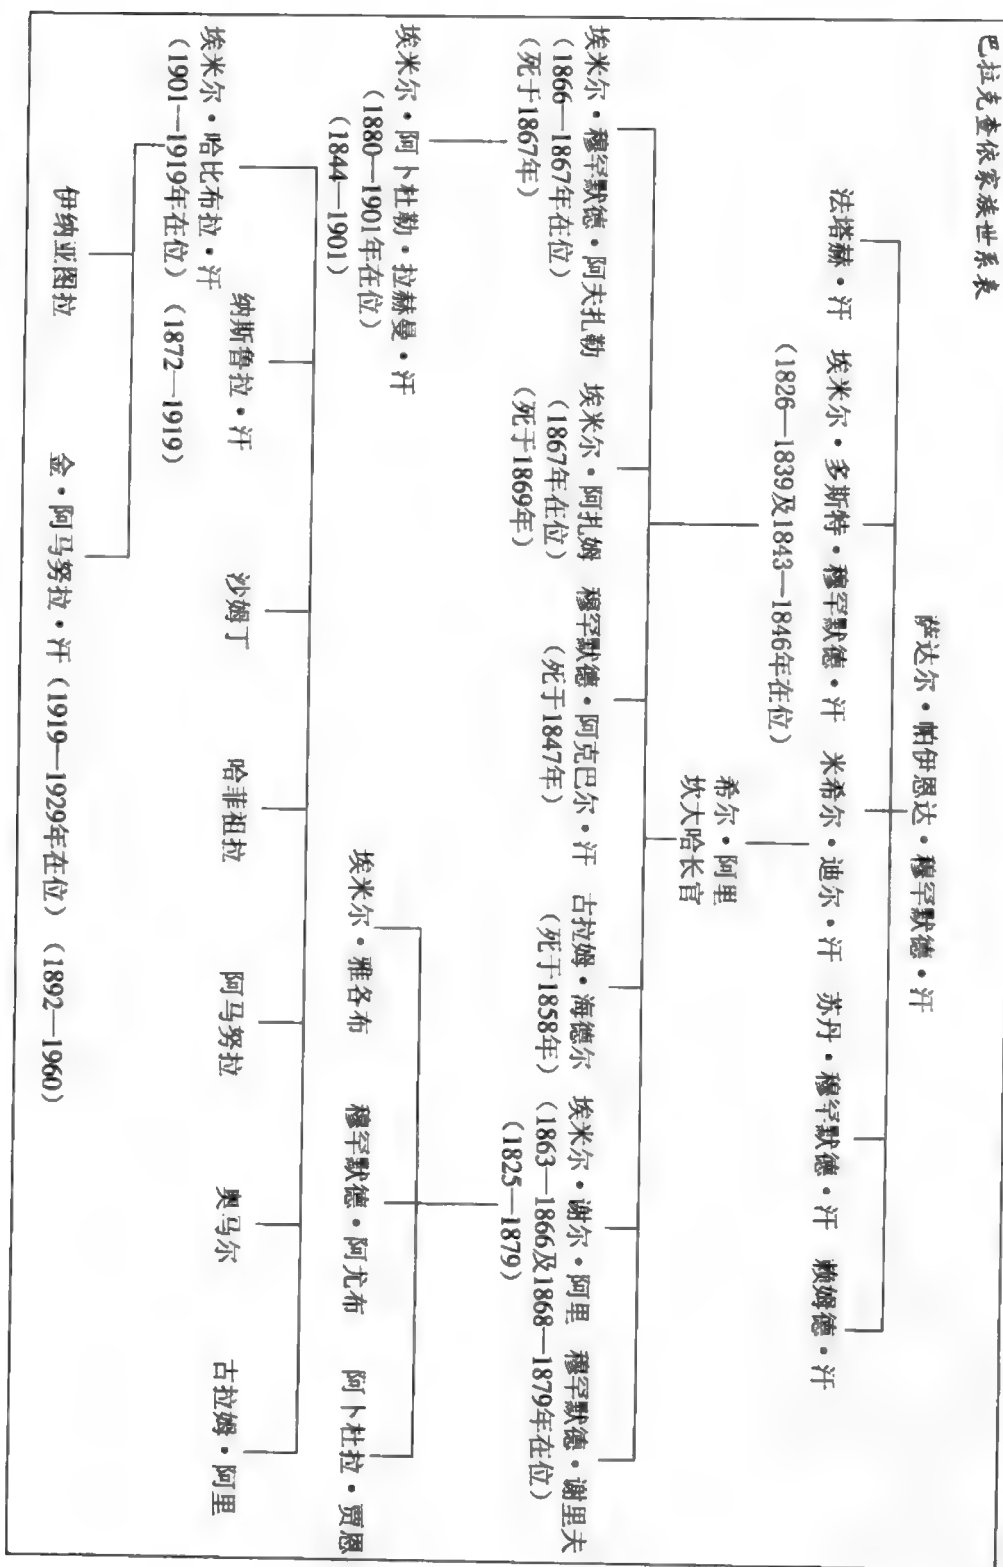 巴拉克查依家族世系表
萨达尔·帕伊恩达·穆罕默德·汗
法塔赫·汗
埃米尔·多斯特·穆罕默德·汗
(1826—1839及1843—1846年在位)
米希尔·迪尔·汗
苏丹·穆罕默德·汗
赖姆德·汗
希尔·阿里
坎大哈长官
埃米尔·穆罕默德·阿夫扎勒
(1866—1867年在位)
(死于1867年)
埃米尔·阿扎姆
(1867年在位)
(死于1869年)
穆罕默德·阿克巴尔·汗
(死于1847年)
古拉姆·海德尔
(死于1858年)
埃米尔·谢尔·阿里
(1863—1866及1868—1879年在位)
(1825—1879)
穆罕默德·谢里夫
埃米尔·阿卜杜勒·拉赫曼·汗
(1880—1901年在位)
(1844—1901)
埃米尔·雅各布
穆罕默德·阿尤布
阿卜杜拉·贾恩
埃米尔·哈比布拉·汗
(1901—1919年在位)(1872—1919)
纳斯鲁拉·汗
沙姆丁
哈菲祖拉
阿马努拉
奥马尔
古拉姆·阿里
伊纳亚图拉
金·阿马努拉·汗(1919—1929年在位)(1892—1960)